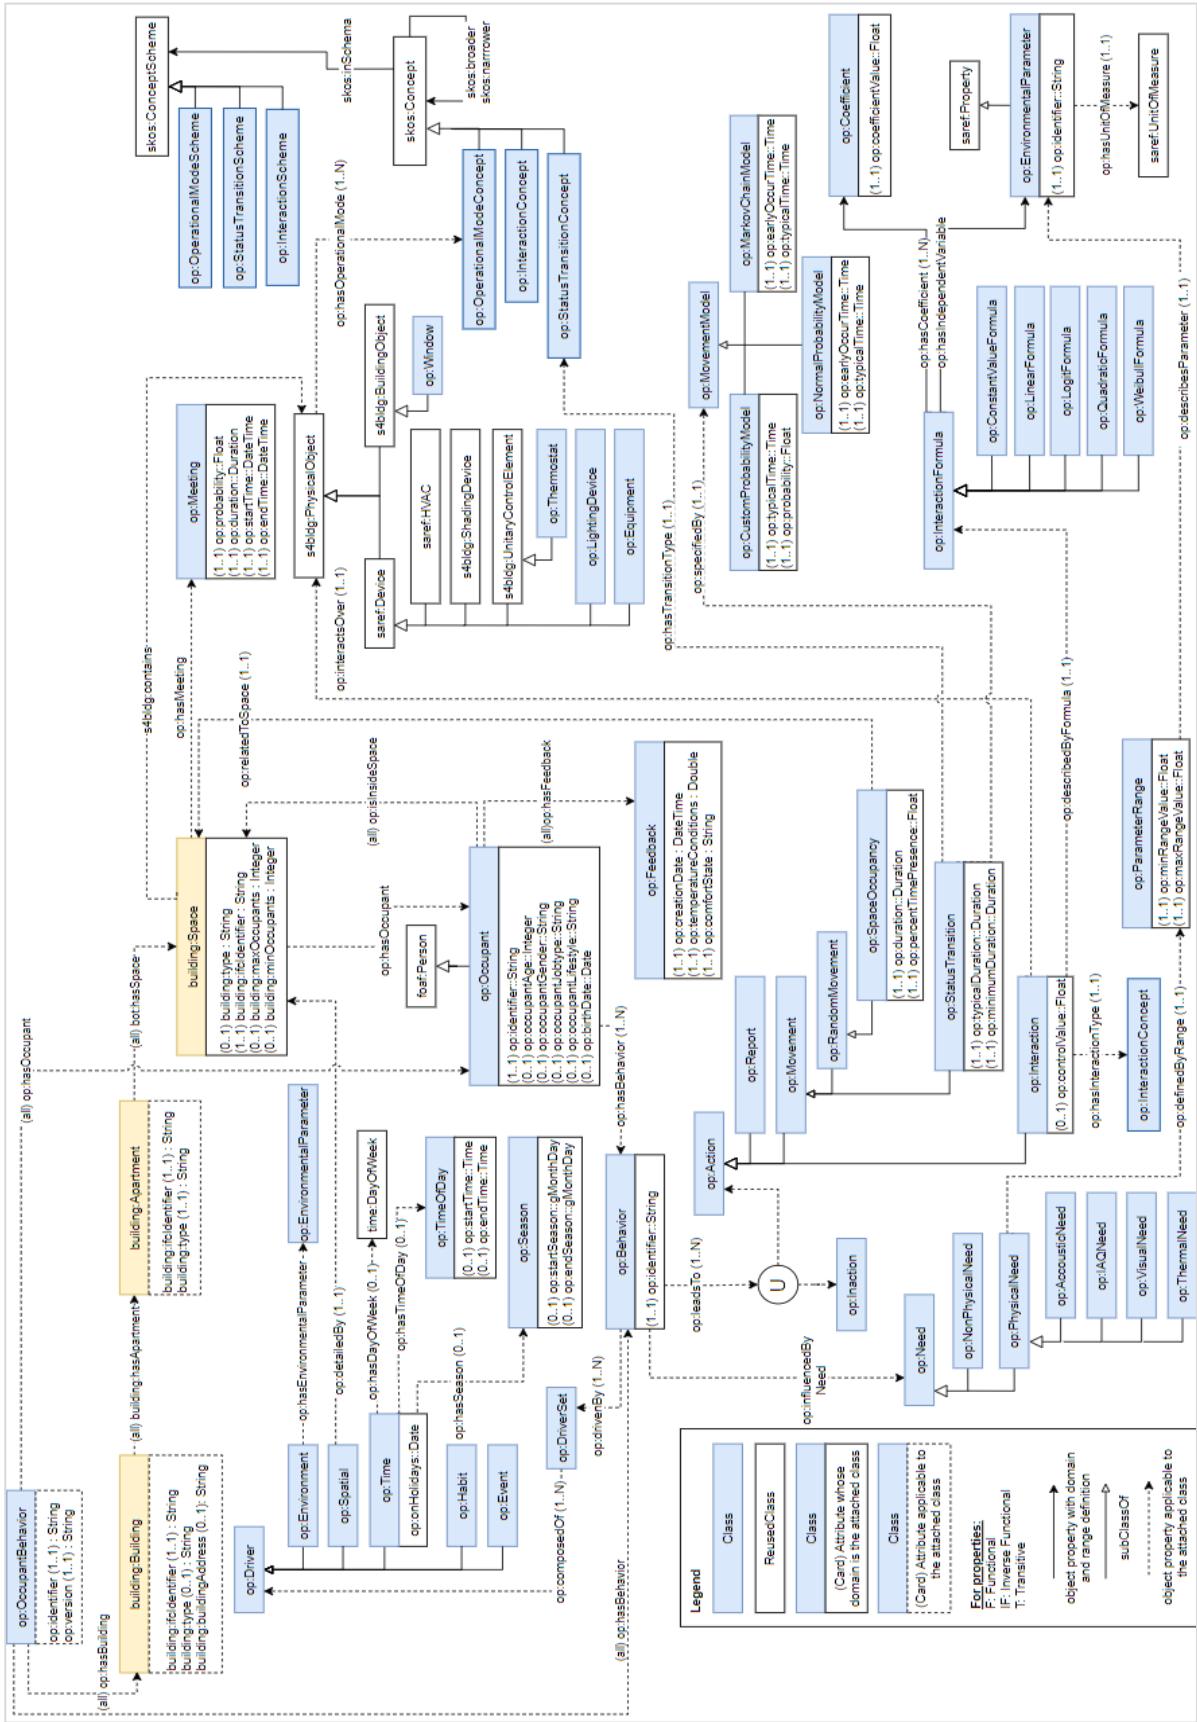 op:OccupantBehavior
op:identifier (1..1) : String
op:version (1..1) : String
(all) op:hasBuilding
(all) op:hasOccupant
building:Building
building:ifcIdentifier (1..1) : String
building:type (0..1) : String
building:buildingAddress (0..1): String
(all) building:hasApartment
building:Apartment
building:ifcIdentifier (1..1) : String
building:type (1..1) : String
(all) bot:hasSpace
building:Space
(0..1) building:type : String
(1..1) building:ifcIdentifier : String
(0..1) building:maxOccupants : Integer
(0..1) building:minOccupants : Integer
s4bldg:contains
op:hasMeeting
op:Meeting
(1..1) op:probability::Float
(1..1) op:duration::Duration
(1..1) op:startTime::DateTime
(1..1) op:endTime::DateTime
op:relatedToSpace (1..1)
(all) op:isInsideSpace
op:hasOccupant
skos:ConceptScheme
op:OperationalModeScheme
op:StatusTransitionScheme
op:InteractionScheme
skos:inSchema
skos:Concept
skos:broader
skos:narrrower
op:OperationalModeConcept
op:InteractionConcept
op:StatusTransitionConcept
op:hasOperationalMode (1..N)
s4bldg:PhysicalObject
s4bldg:BuildingObject
op:Window
op:interactsOver (1..1)
saref:Device
saref:HVAC
s4bldg:ShadingDevice
s4bldg:UnitaryControlElement
op:Thermostat
op:LightingDevice
op:Equipment
op:Driver
op:Environment
op:Spatial
op:Time
op:onHolidays::Date
op:Habit
op:Event
op:hasEnvironmentalParameter (1..1)
op:EnvironmentalParameter
op:detailedBy (1..1)
op:hasDayOfWeek (0..1)
time:DayOfWeek
op:hasTimeOfDay (0..1)
op:TimeOfDay
(0..1) op:startTime::Time
(0..1) op:endTime::Time
op:hasSeason (0..1)
op:Season
(0..1) op:startSeason::gMonthDay
(0..1) op:endSeason::gMonthDay
foaf:Person
op:Occupant
(1..1) op:identifier::String
(0..1) op:occupantAge::Integer
(0..1) op:occupantGender::String
(0..1) op:occupantJobtype::String
(0..1) op:occupantLifestyle::String
(0..1) op:birthDate::Date
(all)op:hasFeedback
op:Feedback
(1..1) op:creationDate : DateTime
(1..1) op:temperatureConditions : Double
(1..1) op:comfortState : String
op:hasBehavior (1..N)
op:composedOf (1..N)
op:DriverSet
op:drivenBy (1..N)
(all) op:hasBehavior
op:Behavior
(1..1) op:identifier::String
op:leadsTo (1..N)
U
op:Inaction
op:Action
op:Report
op:Movement
op:RandomMovement
op:SpaceOccupancy
(1..1) op:duration::Duration
(1..1) op:percentTimePresence::Float
op:StatusTransition
(1..1) op:typicalDuration::Duration
(1..1) op:minimumDuration::Duration
op:Interaction
(0..1) op:controlValue::Float
op:hasInteractionType (1..1)
op:InteractionConcept
op:hasTransitionType (1..1)
op:specifiedBy (1..1)
op:MovementModel
op:CustomProbabilityModel
(1..1) op:typicalTime::Time
(1..1) op:probability::Float
op:NormalProbabilityModel
(1..1) op:earlyOccurTime::Time
(1..1) op:typicalTime::Time
op:MarkovChainModel
(1..1) op:earlyOccurTime::Time
(1..1) op:typicalTime::Time
op:describedByFormula (1..1)
op:InteractionFormula
op:ConstantValueFormula
op:LinearFormula
op:LogitFormula
op:QuadraticFormula
op:WeibullFormula
op:hasCoefficient (1..N)
op:hasIndependentVariable
op:Coefficient
(1..1) op:coefficientValue::Float
saref:Property
op:EnvironmentalParameter
(1..1) op:identifier::String
op:hasUnitOfMeasure (1..1)
saref:UnitOfMeasure
op:influencedBy
Need
op:Need
op:NonPhysicalNeed
op:PhysicalNeed
op:AccousticNeed
op:IAQNeed
op:VisualNeed
op:ThermalNeed
op:definedByRange (1..1)
op:ParameterRange
(1..1) op:minRangeValue::Float
(1..1) op:maxRangeValue::Float
op:describesParameter (1..1)
Legend
Class
ReusedClass
Class
(Card) Attribute whose
domain is the attached class
Class
(Card) Attribute applicable to
the attached class
For properties:
F: Functional
IF: Inverse Functional
T: Transitive
object property with domain
and range definition
subClassOf
object property applicable to
the attached class